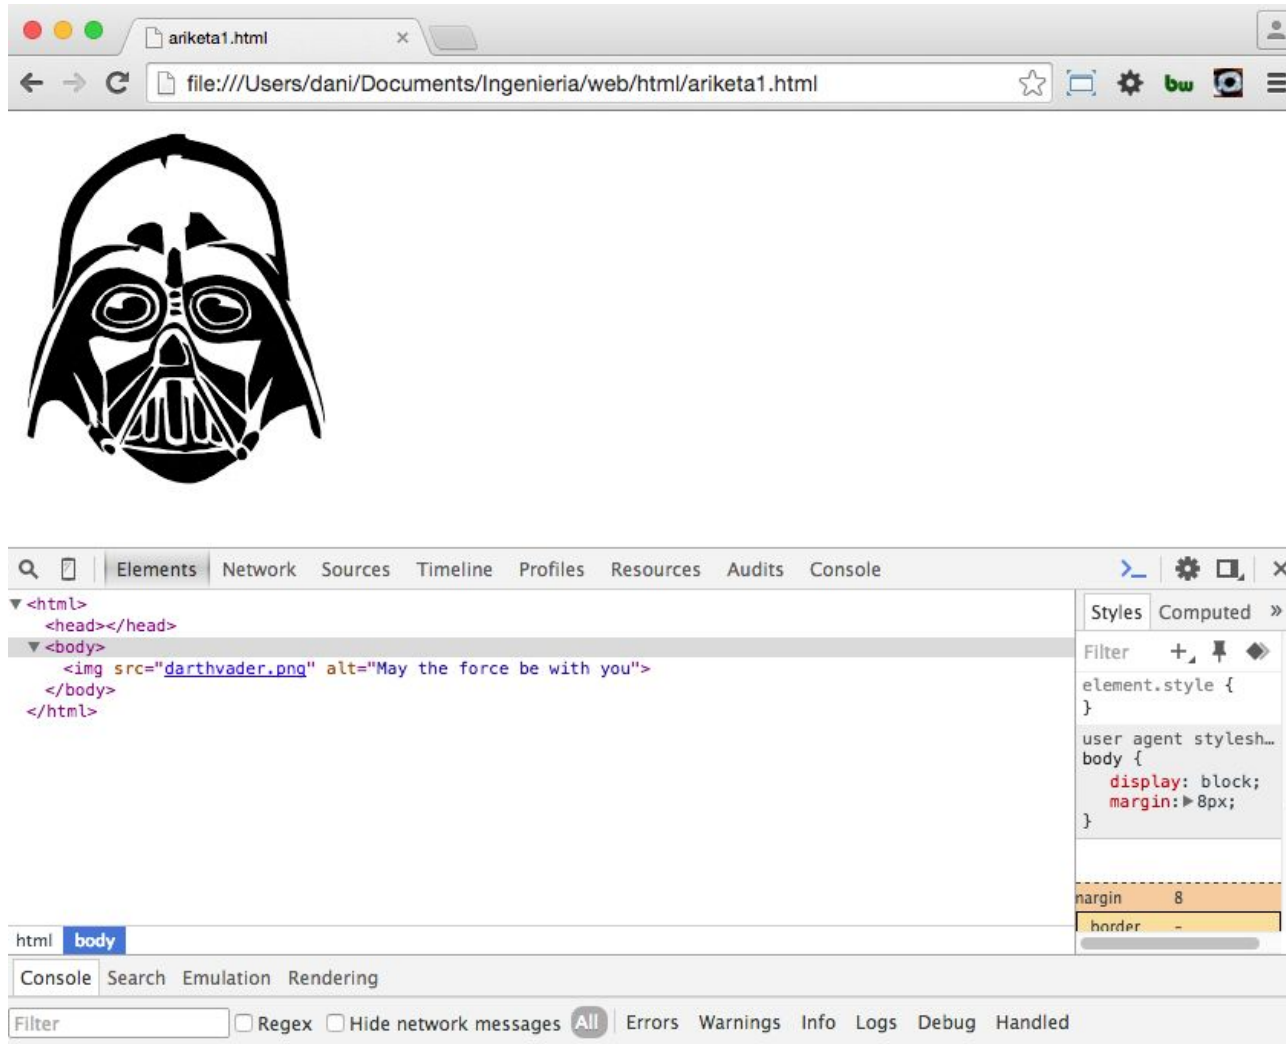 ariketa1.html
file:///Users/dani/Documents/Ingenieria/web/html/ariketa1.html
bw
Elements Network Sources Timeline Profiles Resources Audits Console
<html>
<head></head>
<body>
<img src="darthvader.png" alt="May the force be with you">
</body>
</html>
Styles Computed »
Filter
element.style {
}
user agent stylesh…
body {
display: block;
margin: 8px;
}
margin 8
border -
html body
Console Search Emulation Rendering
Filter Regex Hide network messages All Errors Warnings Info Logs Debug Handled